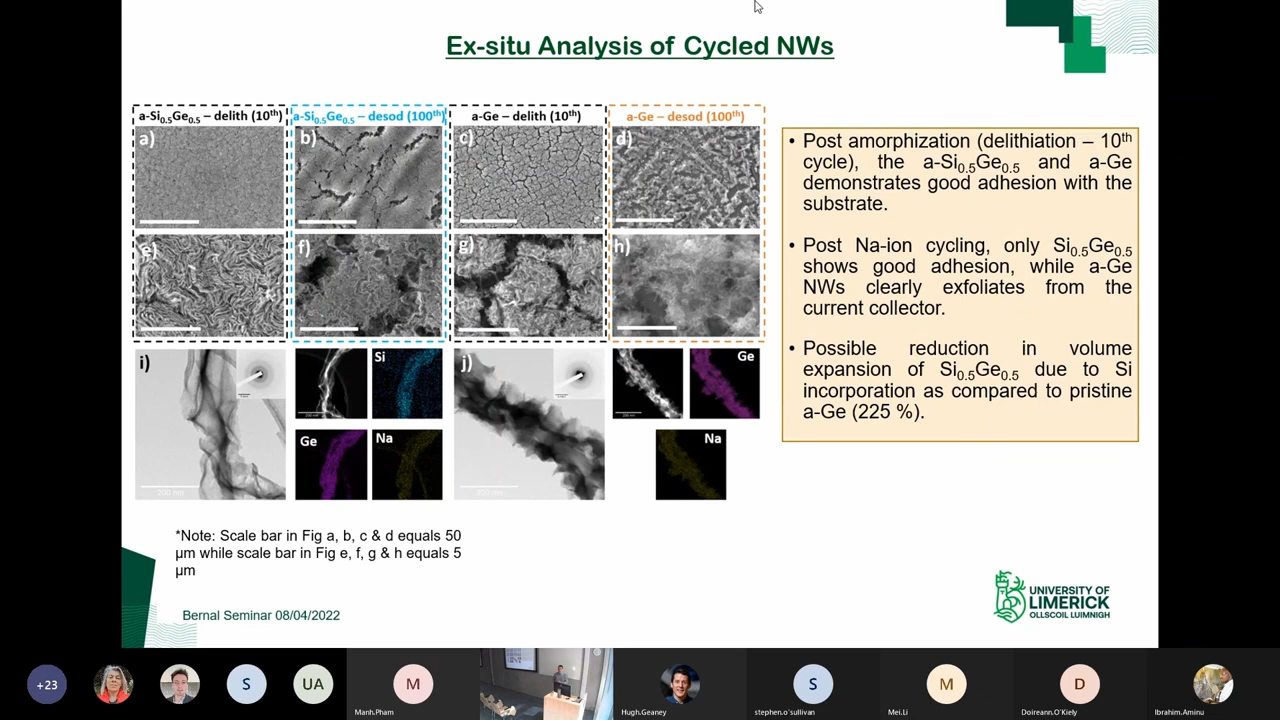 Ex-situ Analysis of Cycled NWs
a-Si0.5Ge0.5 – delith (10th)
a-Si0.5Ge0.5 – desod (100th)
a-Ge – delith (10th)
a-Ge – desod (100th)
a)
b)
c)
d)
e)
f)
g)
h)
i)
Si
Ge
Na
j)
Ge
Na
200 nm
200 nm
• Post amorphization (delithiation – 10th
cycle), the a-Si0.5Ge0.5 and a-Ge
demonstrates good adhesion with the
substrate.
• Post Na-ion cycling, only Si0.5Ge0.5
shows good adhesion, while a-Ge
NWs clearly exfoliates from the
current collector.
• Possible reduction in volume
expansion of Si0.5Ge0.5 due to Si
incorporation as compared to pristine
a-Ge (225 %).
*Note: Scale bar in Fig a, b, c & d equals 50
µm while scale bar in Fig e, f, g & h equals 5
µm
Bernal Seminar 08/04/2022
UNIVERSITY OF
LIMERICK
OLLSCOIL LUIMNIGH
+23
S
UA
M
Manh.Pham
Hugh.Geaney
S
stephen.o'sullivan
M
Mei.Li
D
Doireann.O'Kiely
Ibrahim.Aminu